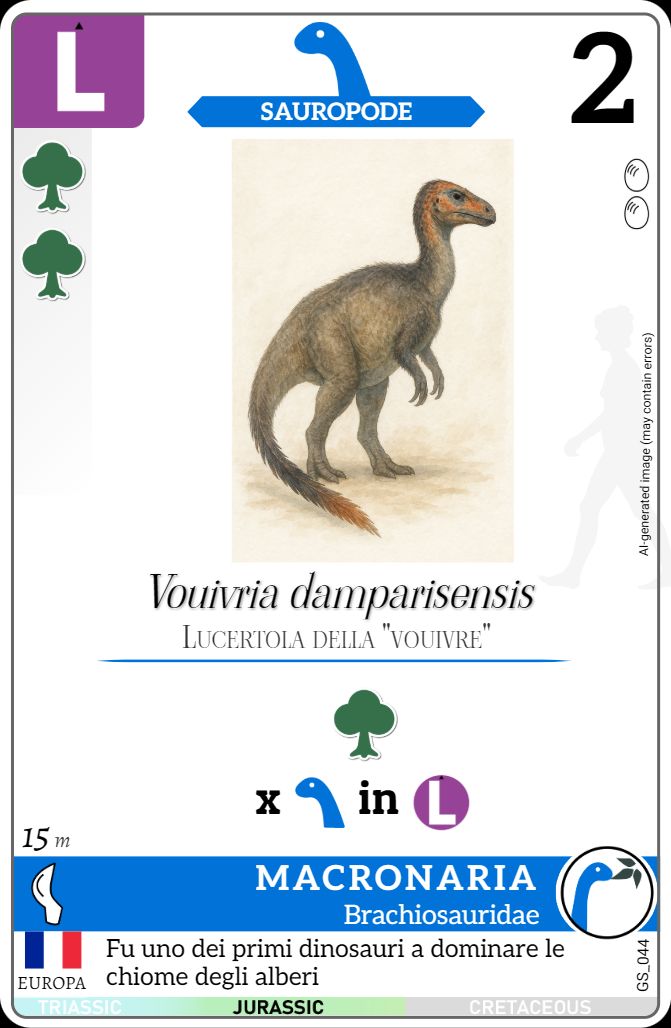 L
SAUROPODE
2
AI-generated image (may contain errors)
Vouivria damparisensis
Lucertola della "vouivre"
x in L
15 m
MACRONARIA
Brachiosauridae
EUROPA
Fu uno dei primi dinosauri a dominare le
chiome degli alberi
GS_044
TRIASSIC JURASSIC CRETACEOUS